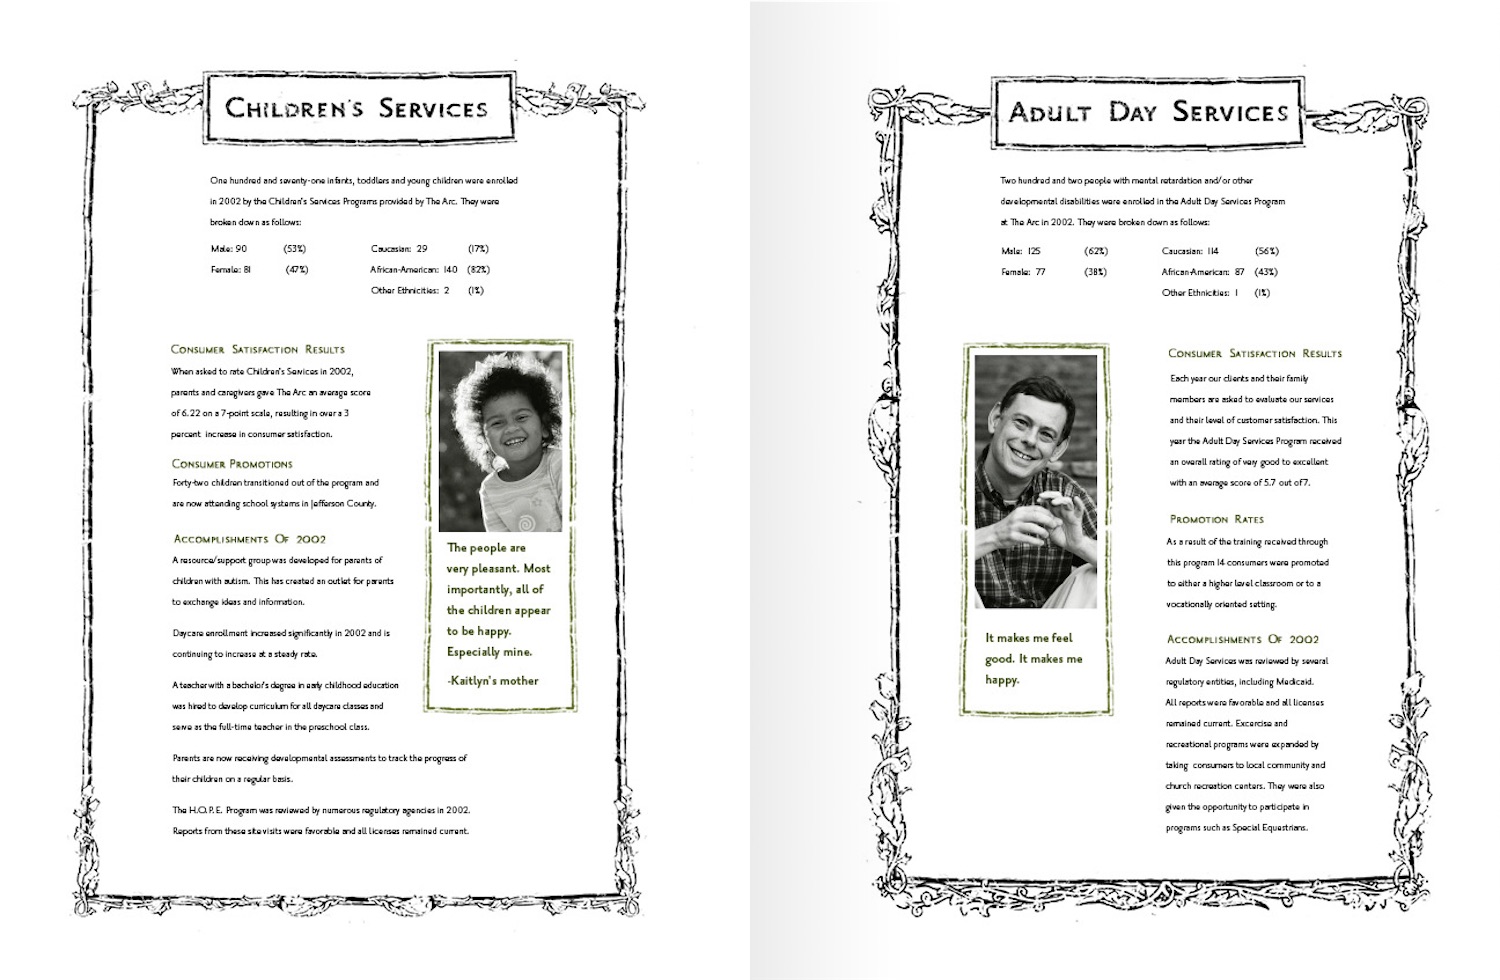 CHILDREN'S SERVICES
One hundred and seventy-one infants, toddlers and young children were enrolled
in 2002 by the Children's Services Programs provided by The Arc. They were
broken down as follows:
Male: 90 (53%) Caucasian: 29 (17%)
Female: 81 (47%) African-American: 140 (82%)
Other Ethnicities: 2 (1%)
CONSUMER SATISFACTION RESULTS
When asked to rate Children's Services in 2002,
parents and caregivers gave The Arc an average score
of 6.22 on a 7-point scale, resulting in over a 3
percent increase in consumer satisfaction.
CONSUMER PROMOTIONS
Forty-two children transitioned out of the program and
are now attending school systems in Jefferson County.
ACCOMPLISHMENTS OF 2002
A resource/support group was developed for parents of
children with autism. This has created an outlet for parents
to exchange ideas and information.
Daycare enrollment increased significantly in 2002 and is
continuing to increase at a steady rate.
A teacher with a bachelor's degree in early childhood education
was hired to develop curriculum for all daycare classes and
serve as the full-time teacher in the preschool class.
Parents are now receiving developmental assessments to track the progress of
their children on a regular basis.
The H.O.P.E. Program was reviewed by numerous regulatory agencies in 2002.
Reports from these site visits were favorable and all licenses remained current.
The people are
very pleasant. Most
importantly, all of
the children appear
to be happy.
Especially mine.
-Kaitlyn's mother
ADULT DAY SERVICES
Two hundred and two people with mental retardation and/or other
developmental disabilities were enrolled in the Adult Day Services Program
at The Arc in 2002. They were broken down as follows:
Male: 125 (62%) Caucasian: 114 (56%)
Female: 77 (38%) African-American: 87 (43%)
Other Ethnicities: 1 (1%)
It makes me feel
good. It makes me
happy.
CONSUMER SATISFACTION RESULTS
Each year our clients and their family
members are asked to evaluate our services
and their level of customer satisfaction. This
year the Adult Day Services Program received
an overall rating of very good to excellent
with an average score of 5.7 out of 7.
PROMOTION RATES
As a result of the training received through
this program 14 consumers were promoted
to either a higher level classroom or to a
vocationally oriented setting.
ACCOMPLISHMENTS OF 2002
Adult Day Services was reviewed by several
regulatory entities, including Medicaid.
All reports were favorable and all licenses
remained current. Excercise and
recreational programs were expanded by
taking consumers to local community and
church recreation centers. They were also
given the opportunity to participate in
programs such as Special Equestrians.